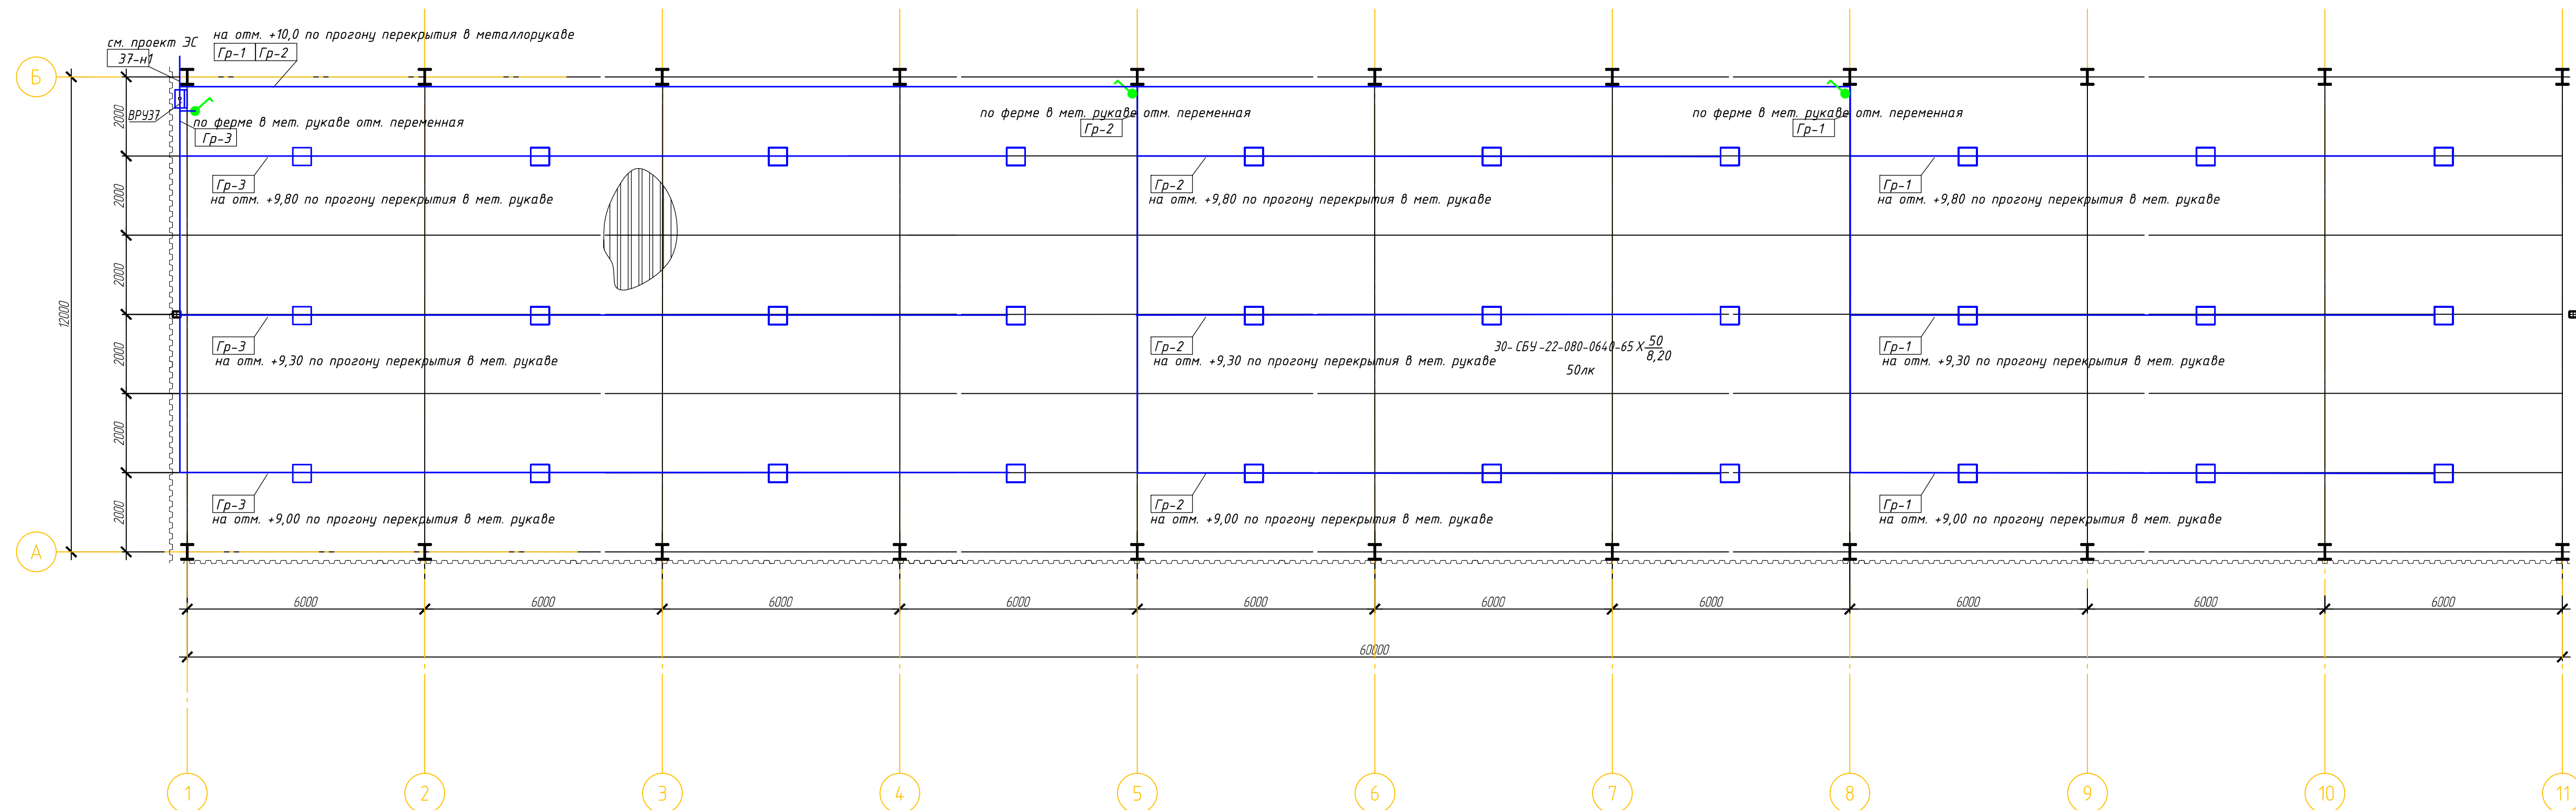 см. проект ЭС
37-н1
на отм. +10,0 по прогону перекрытия в металлорукаве
Гр-1 Гр-2
Б
ВРУ37
по ферме в мет. рукаве отм. переменная
Гр-3
по ферме в мет. рукаве отм. переменная
Гр-2
по ферме в мет. рукаве отм. переменная
Гр-1
2000
Гр-3
на отм. +9,80 по прогону перекрытия в мет. рукаве
Гр-2
на отм. +9,80 по прогону перекрытия в мет. рукаве
Гр-1
на отм. +9,80 по прогону перекрытия в мет. рукаве
2000
2000
12000
Гр-3
на отм. +9,30 по прогону перекрытия в мет. рукаве
Гр-2
на отм. +9,30 по прогону перекрытия в мет. рукаве
30- СБУ -22-080-0640-65 Х 50
8,20
50лк
Гр-1
на отм. +9,30 по прогону перекрытия в мет. рукаве
2000
2000
Гр-3
на отм. +9,00 по прогону перекрытия в мет. рукаве
Гр-2
на отм. +9,00 по прогону перекрытия в мет. рукаве
Гр-1
на отм. +9,00 по прогону перекрытия в мет. рукаве
2000
А
6000 6000 6000 6000 6000 6000 6000 6000 6000 6000
60000
1 2 3 4 5 6 7 8 9 10 11